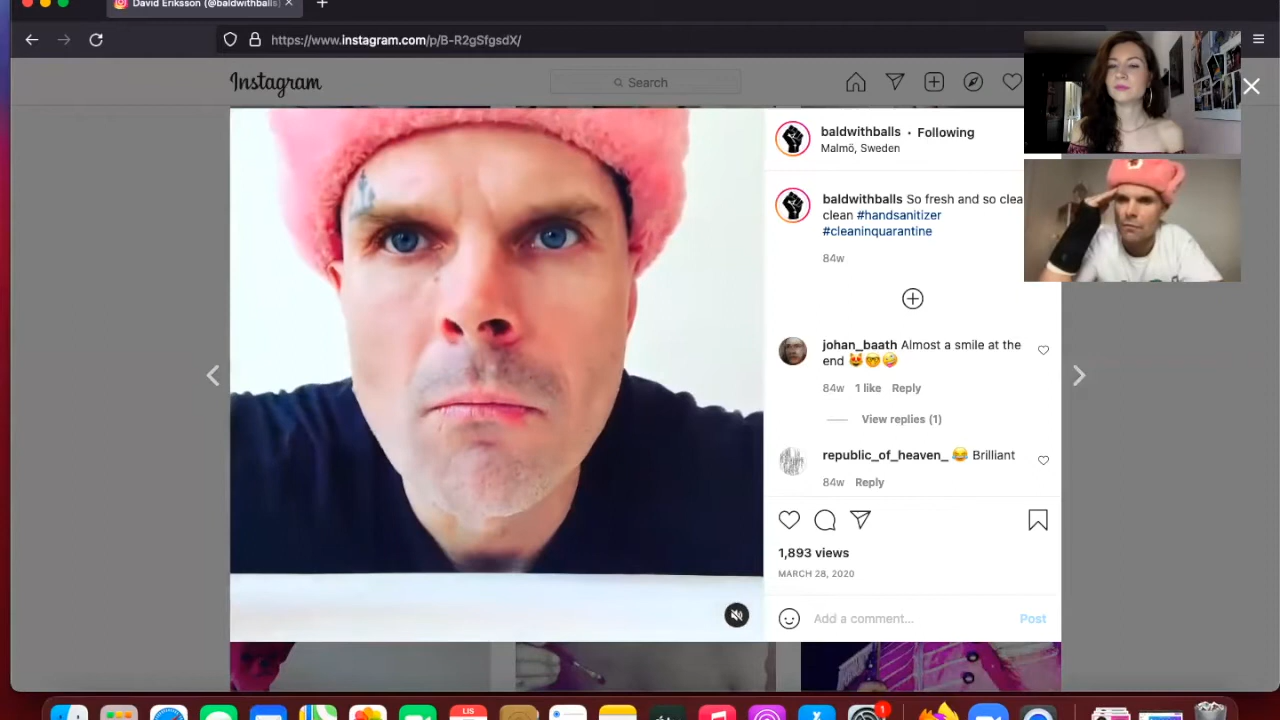 David Eriksson (@baldwithballs)
https://www.instagram.com/p/B-R2gSfgsdX/
Instagram
Search
baldwithballs • Following
Malmö, Sweden
baldwithballs So fresh and so clea
clean #handsanitizer
#cleaninquarantine
84w
johan_baath Almost a smile at the
end 😻🤓🤪
84w 1 like Reply
View replies (1)
republic_of_heaven_ 😂 Brilliant
84w Reply
1,893 views
MARCH 28, 2020
Add a comment... Post
1